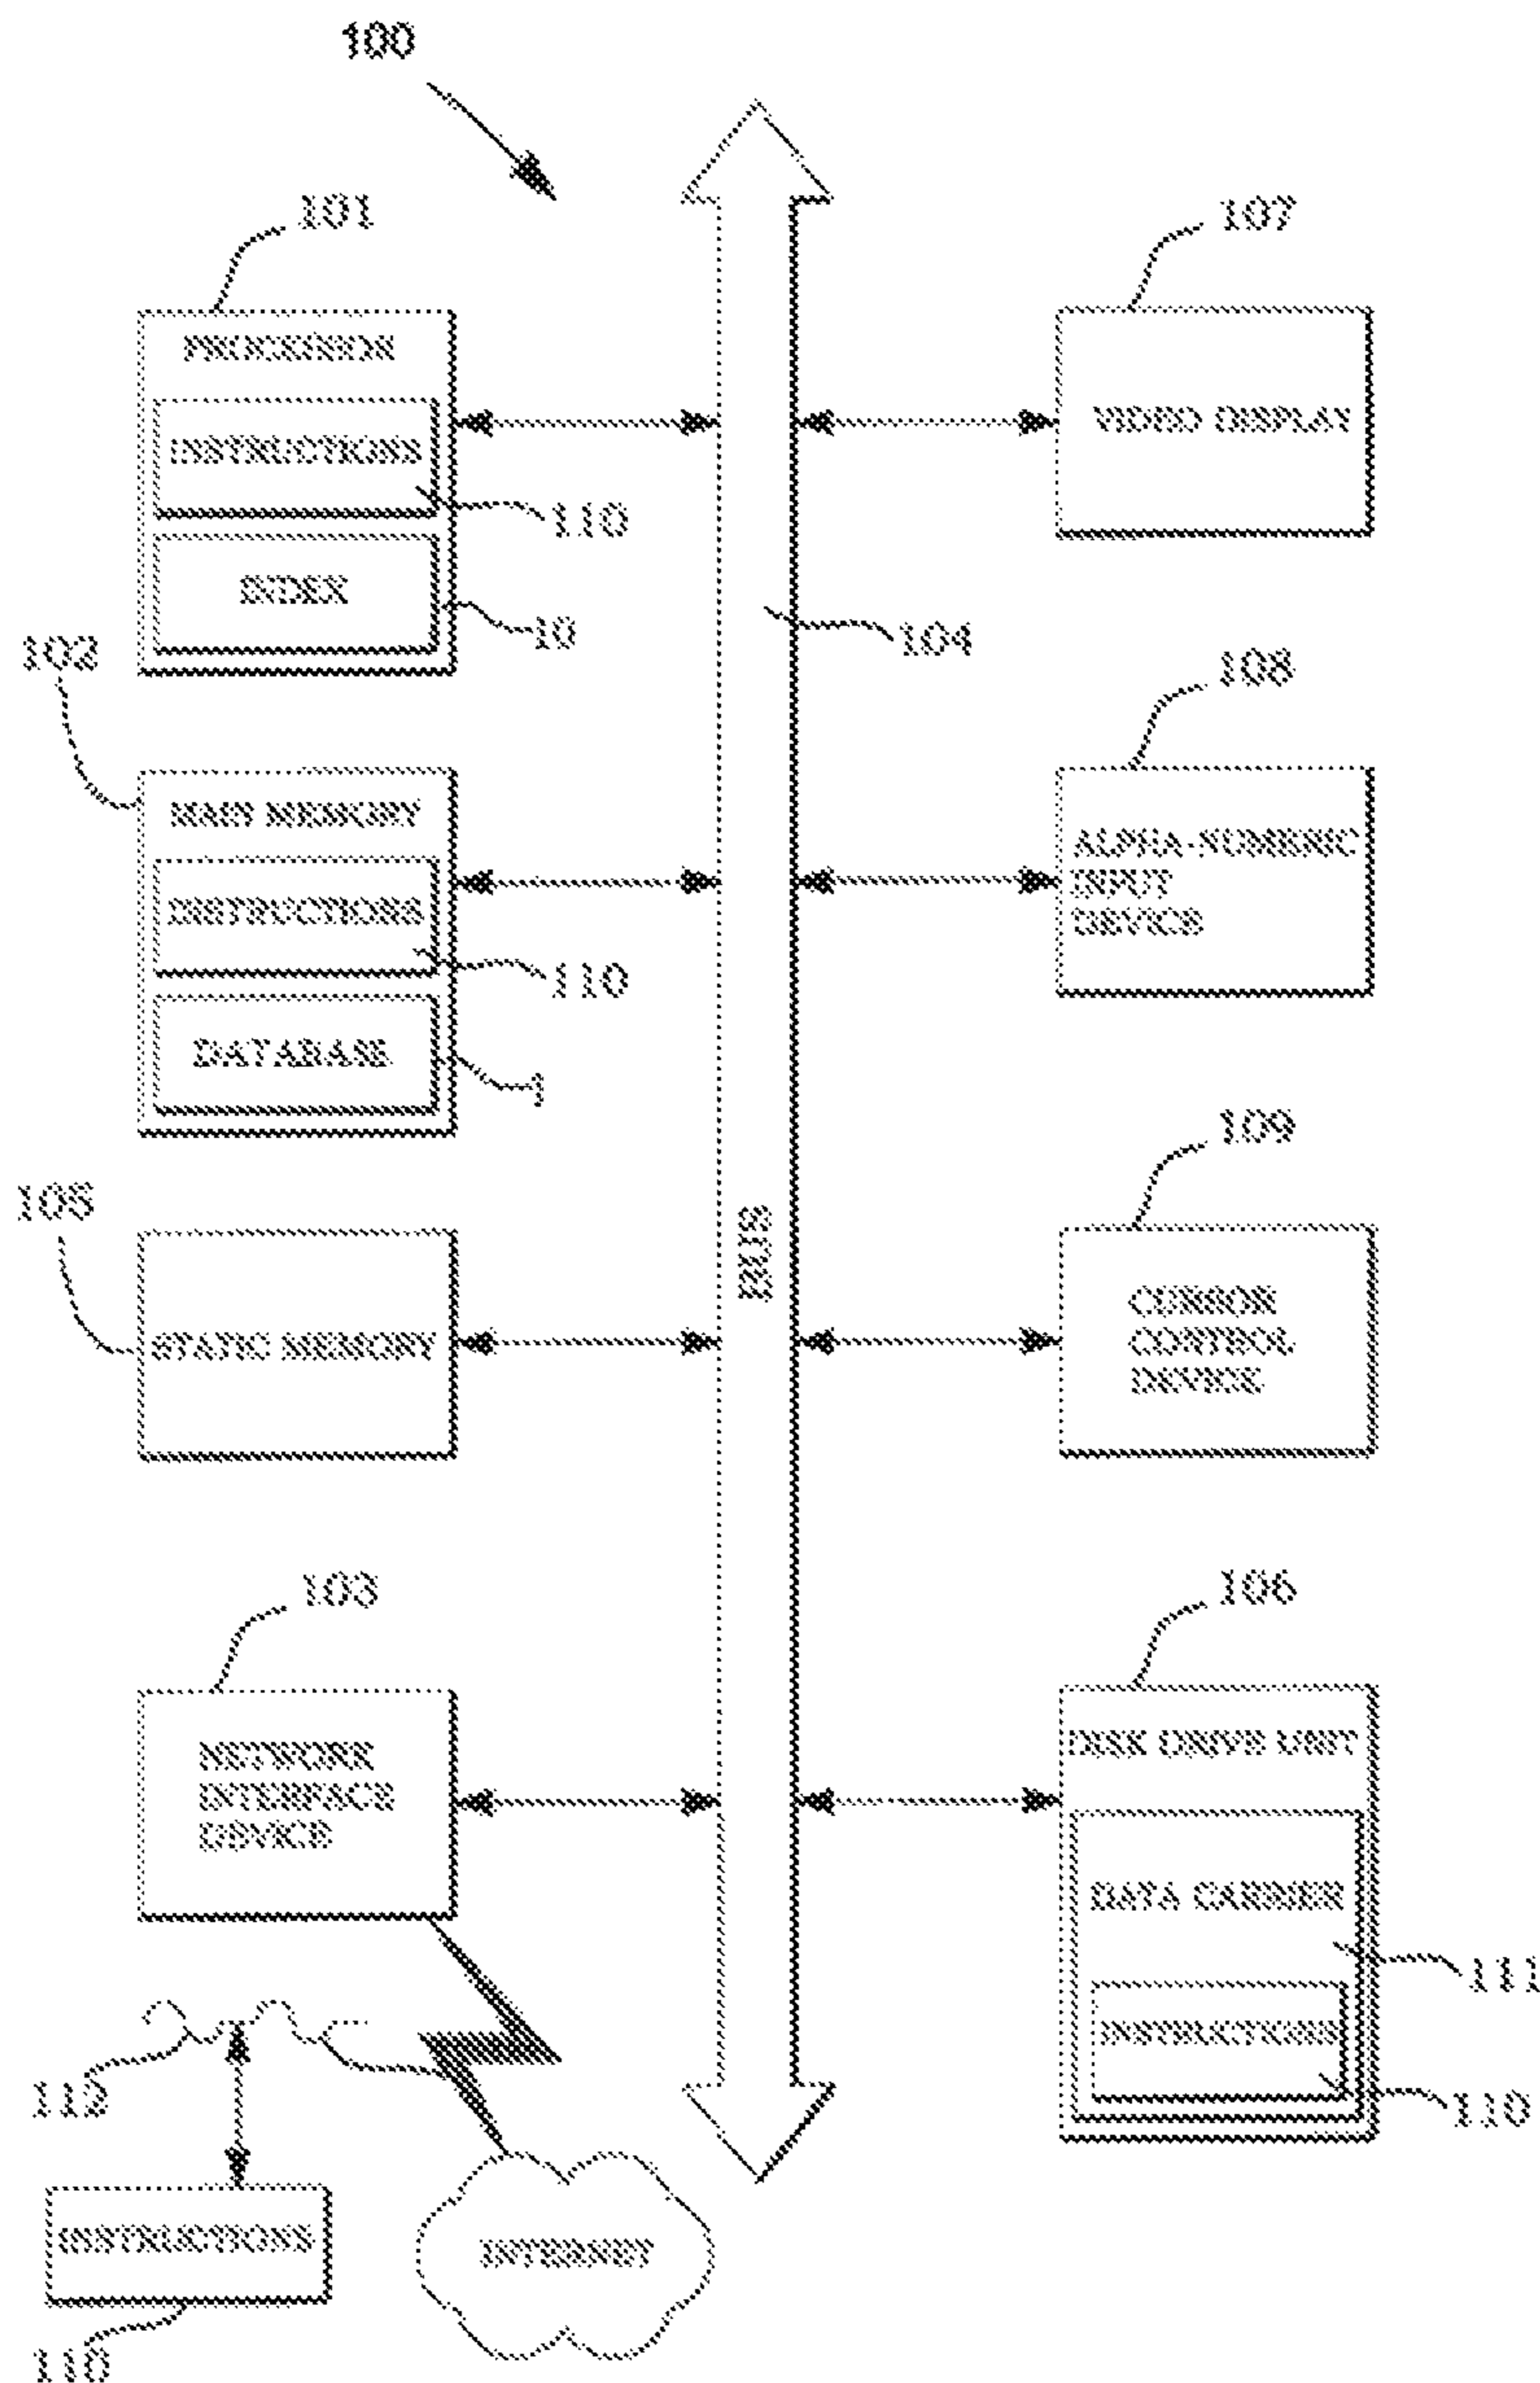 100
101
PROCESSOR
INSTRUCTIONS
110
INDEX
10
102
MAIN MEMORY
INSTRUCTIONS
110
DATABASE
1
105
STATIC MEMORY
103
NETWORK
INTERFACE
DEVICE
112
INSTRUCTIONS
110
INTERNET
104
BUS
107
VIDEO DISPLAY
108
ALPHA-NUMERIC
INPUT
DEVICE
109
CURSOR
CONTROL
DEVICE
106
DISK DRIVE UNIT
DATA CARRIER
111
INSTRUCTIONS
110